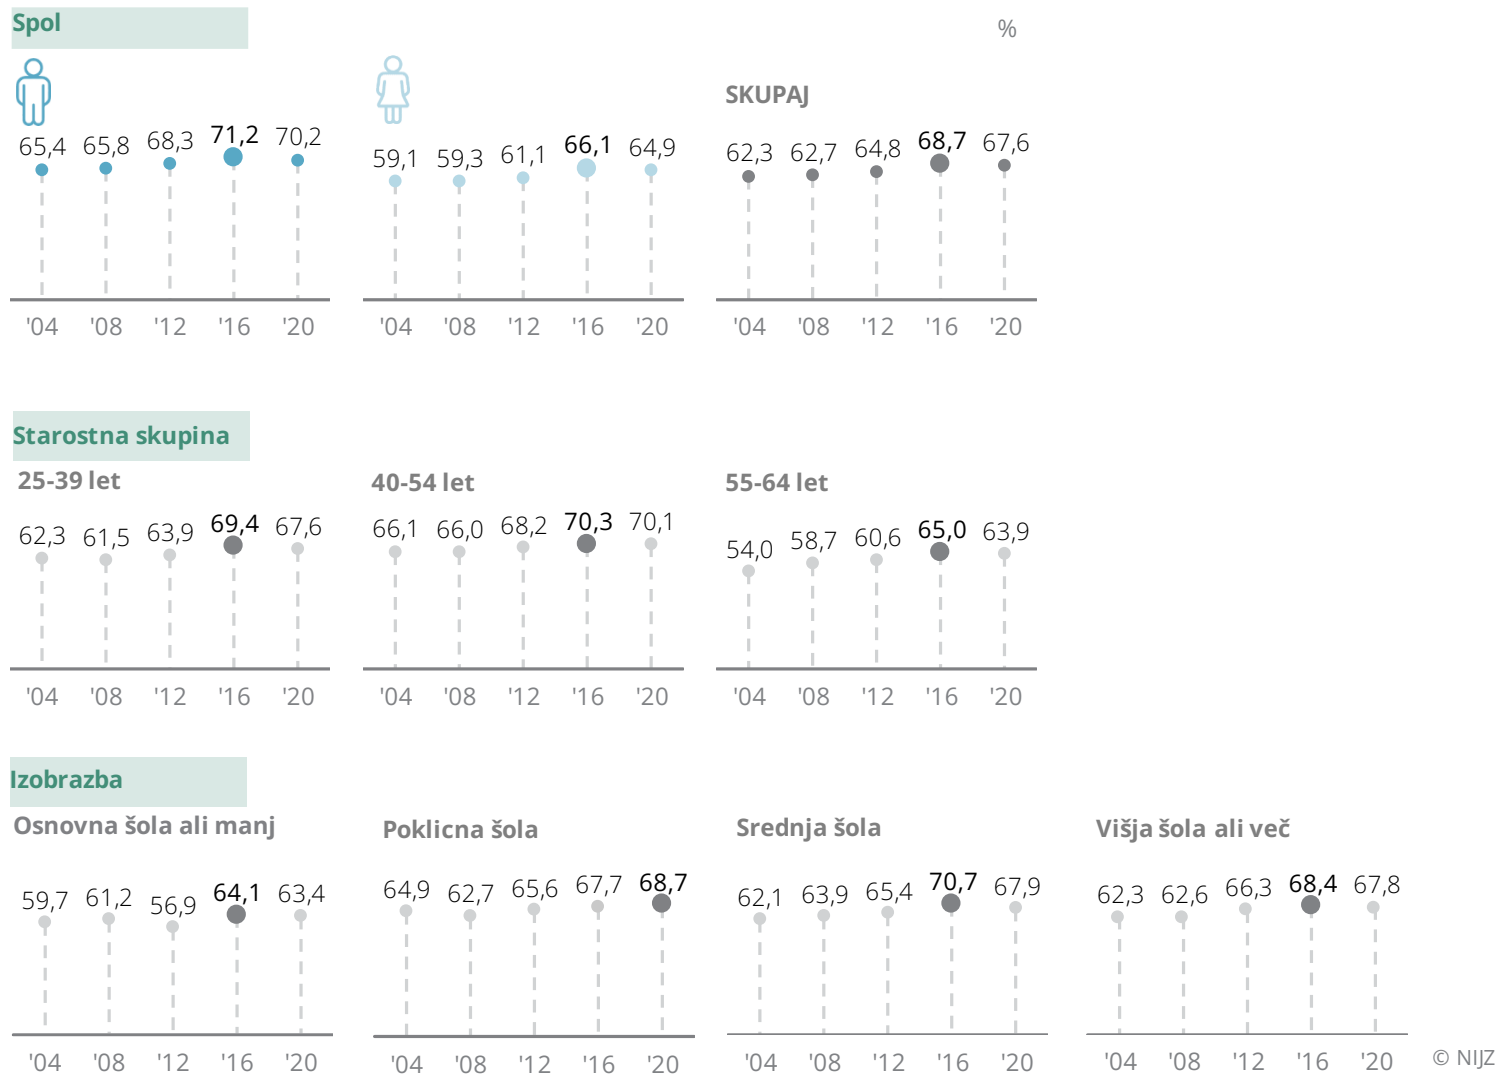 Spol
%
SKUPAJ
65,4 65,8 68,3 71,2 70,2
59,1 59,3 61,1 66,1 64,9
62,3 62,7 64,8 68,7 67,6
'04 '08 '12 '16 '20
'04 '08 '12 '16 '20
'04 '08 '12 '16 '20
Starostna skupina
25-39 let
40-54 let
55-64 let
62,3 61,5 63,9 69,4 67,6
66,1 66,0 68,2 70,3 70,1
54,0 58,7 60,6 65,0 63,9
'04 '08 '12 '16 '20
'04 '08 '12 '16 '20
'04 '08 '12 '16 '20
Izobrazba
Osnovna šola ali manj
Poklicna šola
Srednja šola
Višja šola ali več
59,7 61,2 56,9 64,1 63,4
64,9 62,7 65,6 67,7 68,7
62,1 63,9 65,4 70,7 67,9
62,3 62,6 66,3 68,4 67,8
'04 '08 '12 '16 '20
'04 '08 '12 '16 '20
'04 '08 '12 '16 '20
'04 '08 '12 '16 '20
© NIJZ